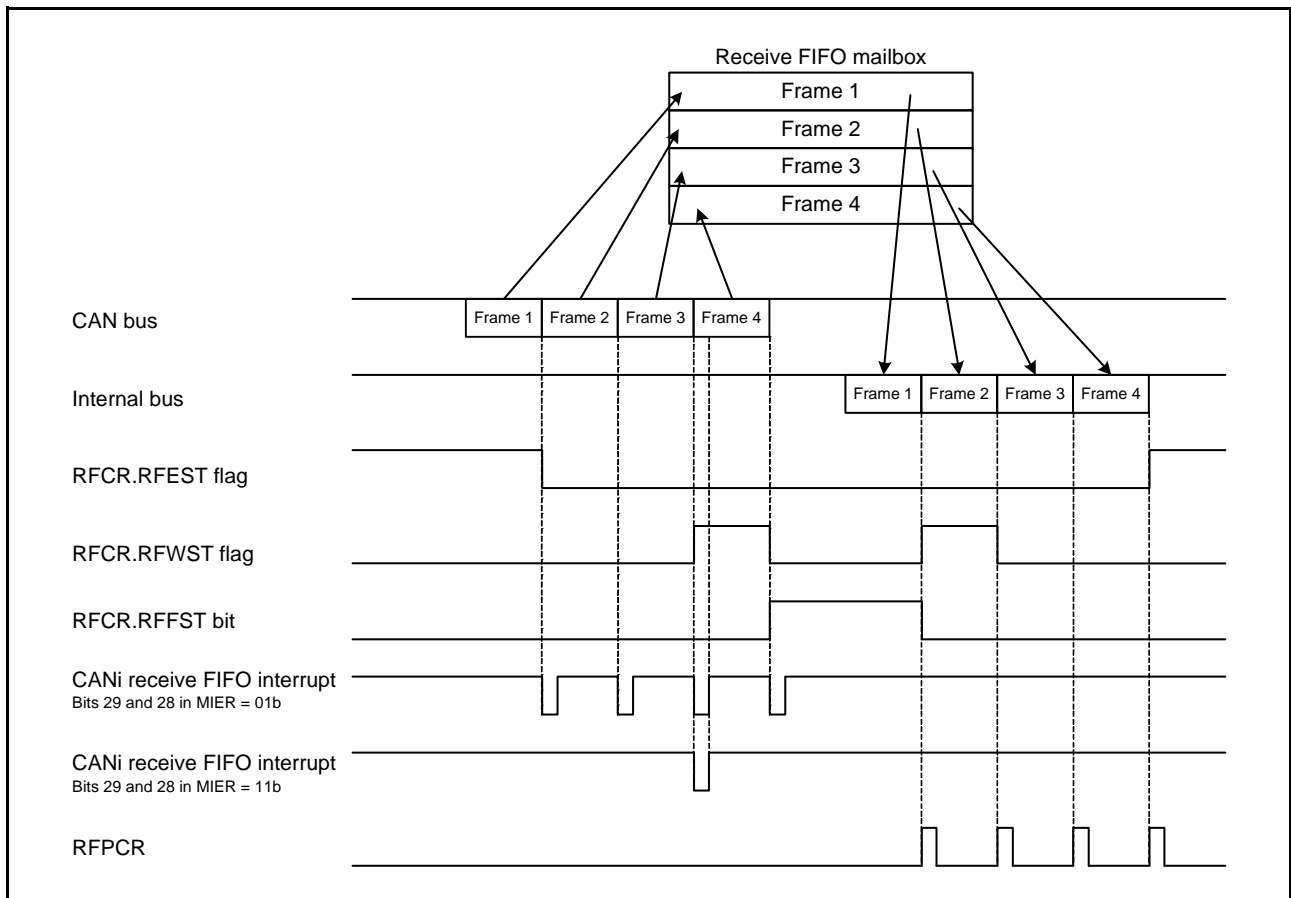 Receive FIFO mailbox
Frame 1
Frame 2
Frame 3
Frame 4
CAN bus
Frame 1 Frame 2 Frame 3 Frame 4
Internal bus
Frame 1 Frame 2 Frame 3 Frame 4
RFCR.RFEST flag
RFCR.RFWST flag
RFCR.RFFST bit
CANi receive FIFO interrupt
Bits 29 and 28 in MIER = 01b
CANi receive FIFO interrupt
Bits 29 and 28 in MIER = 11b
RFPCR